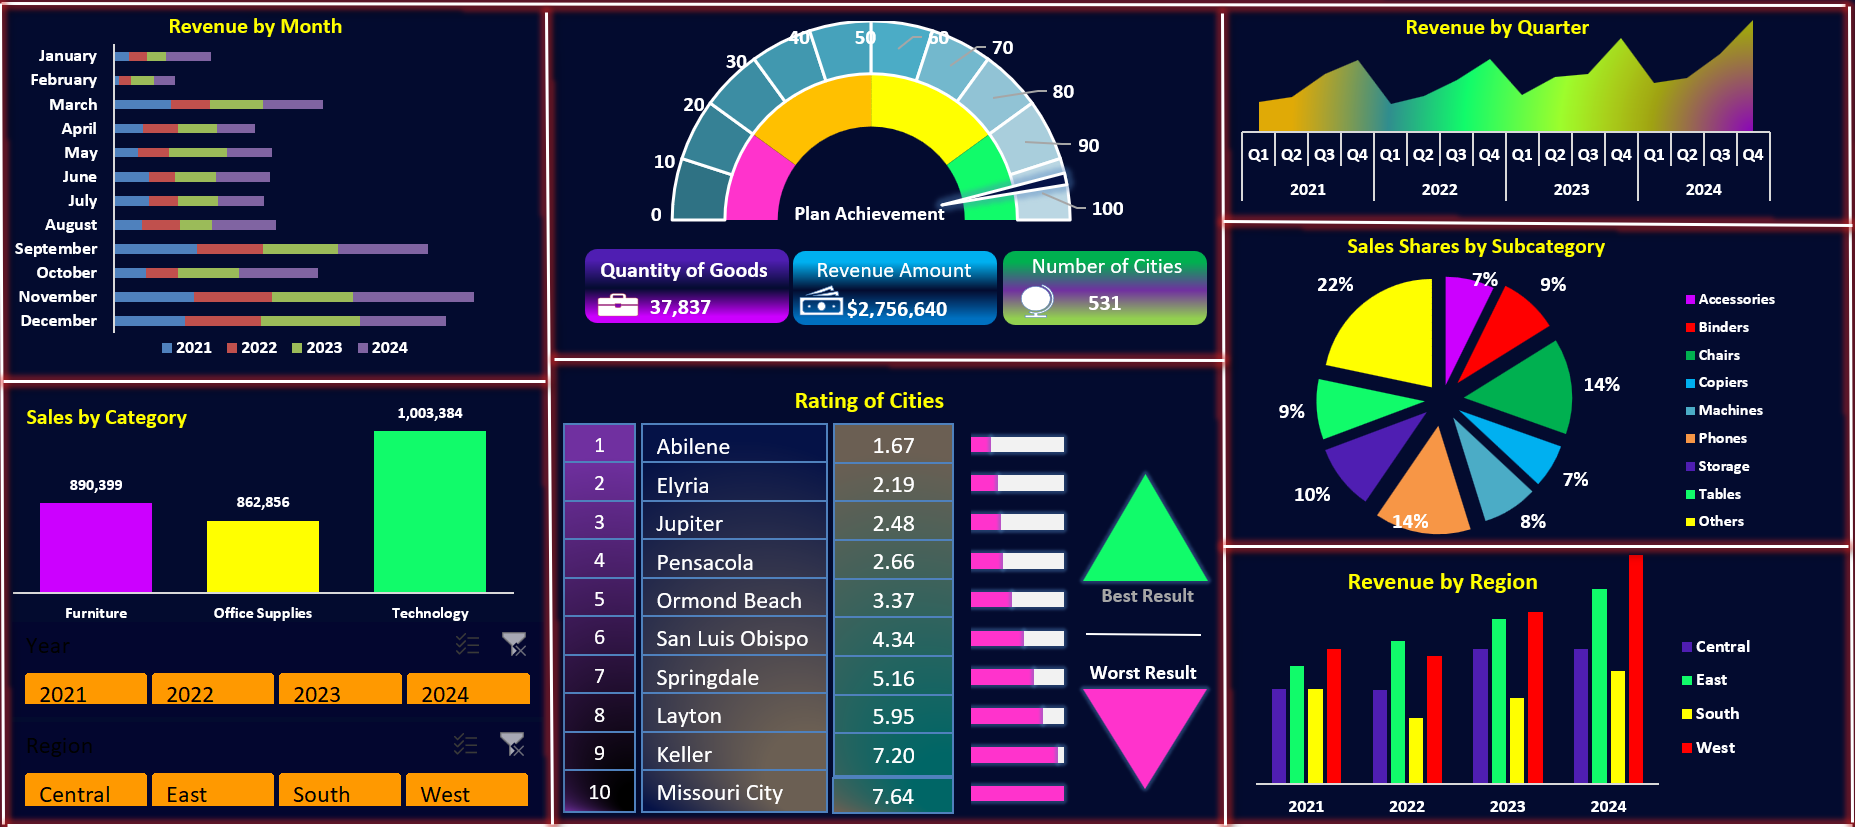 Revenue by Month
January
February
March
April
May
June
July
August
September
October
November
December
2021 2022 2023 2024
Sales by Category
890,399
862,856
1,003,384
Furniture
Office Supplies
Technology
Year
2021 2022 2023 2024
Region
Central East South West
0
10
20
30
40
50
60
70
80
90
100
Plan Achievement
Quantity of Goods
37,837
Revenue Amount
$2,756,640
Number of Cities
531
Rating of Cities
1 Abilene 1.67
2 Elyria 2.19
3 Jupiter 2.48
4 Pensacola 2.66
5 Ormond Beach 3.37
6 San Luis Obispo 4.34
7 Springdale 5.16
8 Layton 5.95
9 Keller 7.20
10 Missouri City 7.64
Best Result
Worst Result
Revenue by Quarter
Q1 Q2 Q3 Q4 Q1 Q2 Q3 Q4 Q1 Q2 Q3 Q4 Q1 Q2 Q3 Q4
2021 2022 2023 2024
Sales Shares by Subcategory
7%
9%
14%
7%
8%
14%
10%
9%
22%
Accessories
Binders
Chairs
Copiers
Machines
Phones
Storage
Tables
Others
Revenue by Region
Central
East
South
West
2021 2022 2023 2024